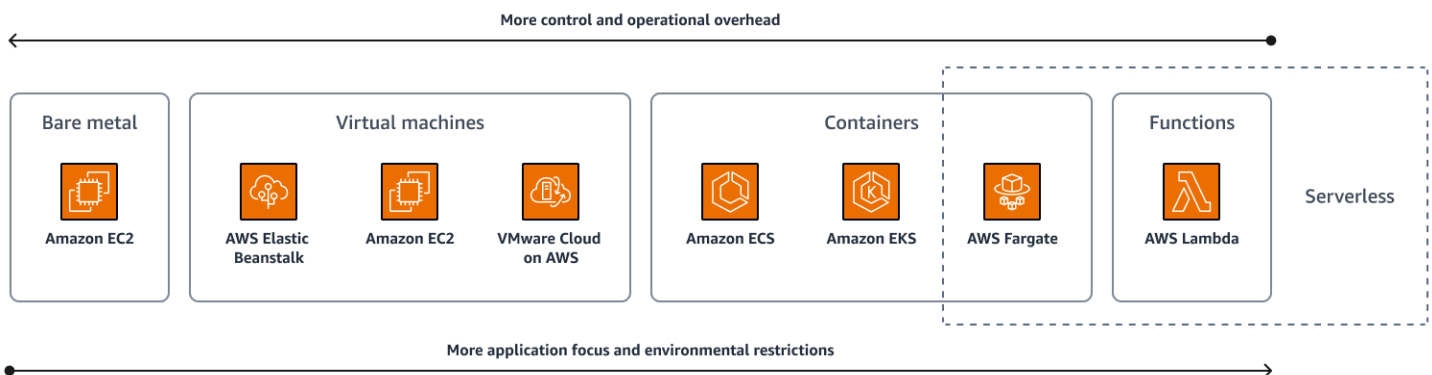 More control and operational overhead
Bare metal
Virtual machines
Containers
Functions
Serverless
Amazon EC2
AWS Elastic
Beanstalk
Amazon EC2
VMware Cloud
on AWS
Amazon ECS
K
Amazon EKS
AWS Fargate
AWS Lambda
More application focus and environmental restrictions